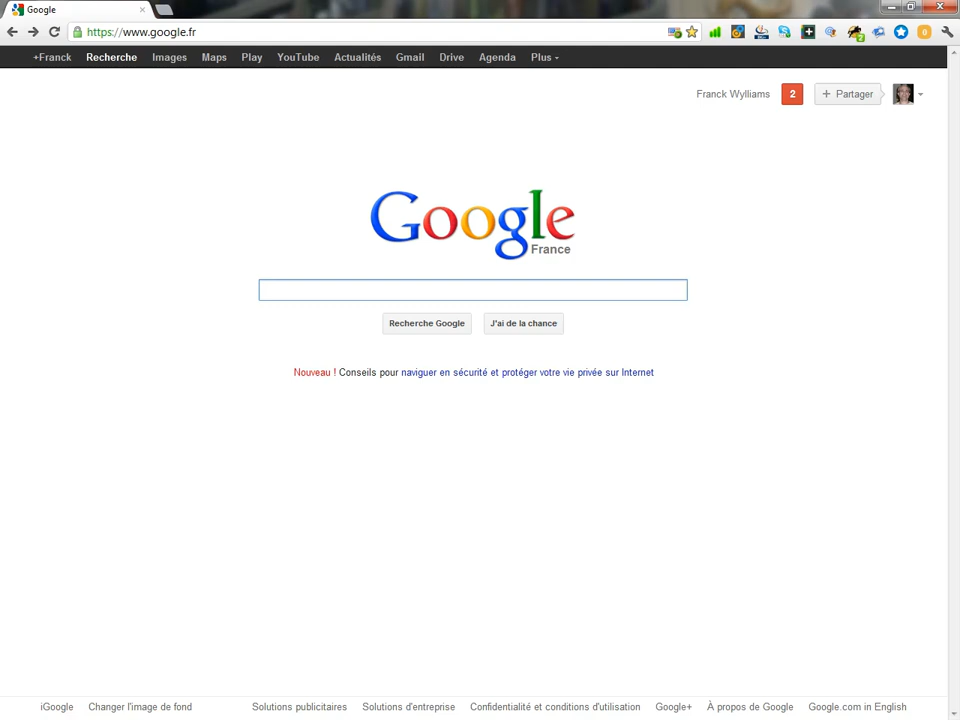 Google
https://www.google.fr
+Franck Recherche Images Maps Play YouTube Actualités Gmail Drive Agenda Plus
Franck Wylliams 2 + Partager
Google
France
Recherche Google J'ai de la chance
Nouveau ! Conseils pour naviguer en sécurité et protéger votre vie privée sur Internet
iGoogle Changer l'image de fond Solutions publicitaires Solutions d'entreprise Confidentialité et conditions d'utilisation Google+ À propos de Google Google.com in English